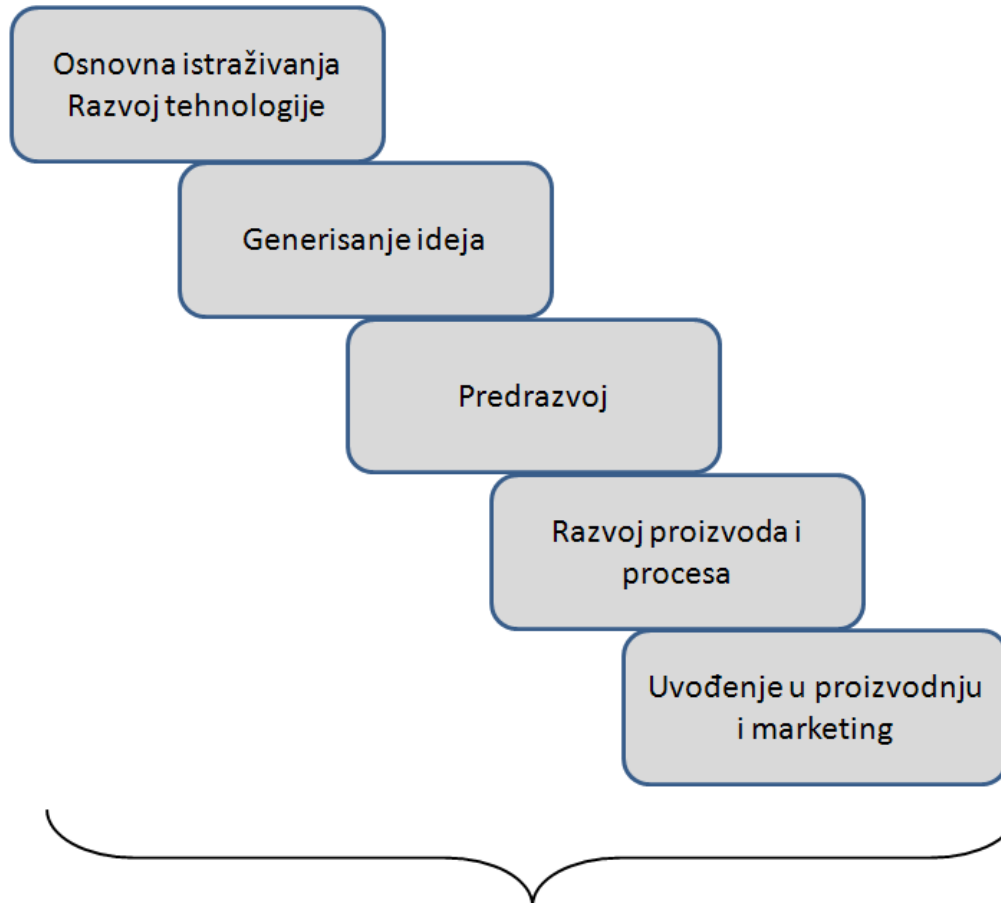 Osnovna istraživanja
Razvoj tehnologije
Generisanje ideja
Predrazvoj
Razvoj proizvoda i
procesa
Uvođenje u proizvodnju
i marketing